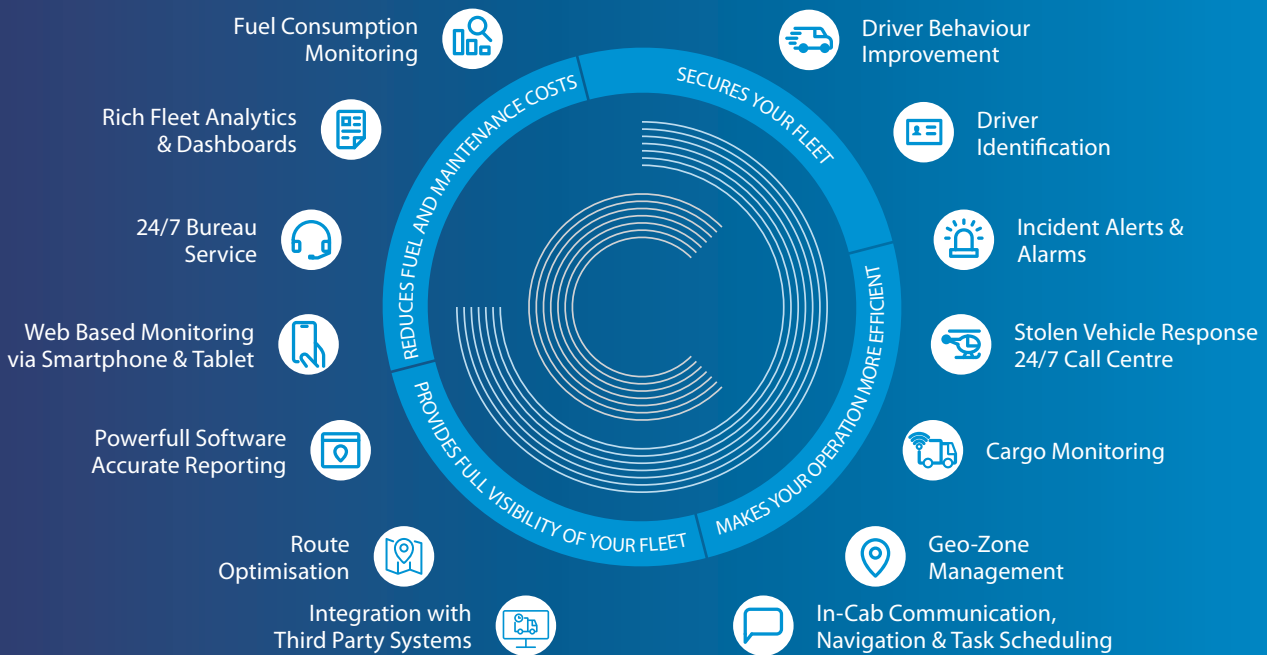 Fuel Consumption
Monitoring
Rich Fleet Analytics
& Dashboards
24/7 Bureau
Service
Web Based Monitoring
via Smartphone & Tablet
Powerfull Software
Accurate Reporting
Route
Optimisation
Integration with
Third Party Systems
REDUCES FUEL AND MAINTENANCE COSTS
SECURES YOUR FLEET
MAKES YOUR OPERATION MORE EFFICIENT
PROVIDES FULL VISIBILITY OF YOUR FLEET
Driver Behaviour
Improvement
Driver
Identification
Incident Alerts &
Alarms
Stolen Vehicle Response
24/7 Call Centre
Cargo Monitoring
Geo-Zone
Management
In-Cab Communication,
Navigation & Task Scheduling